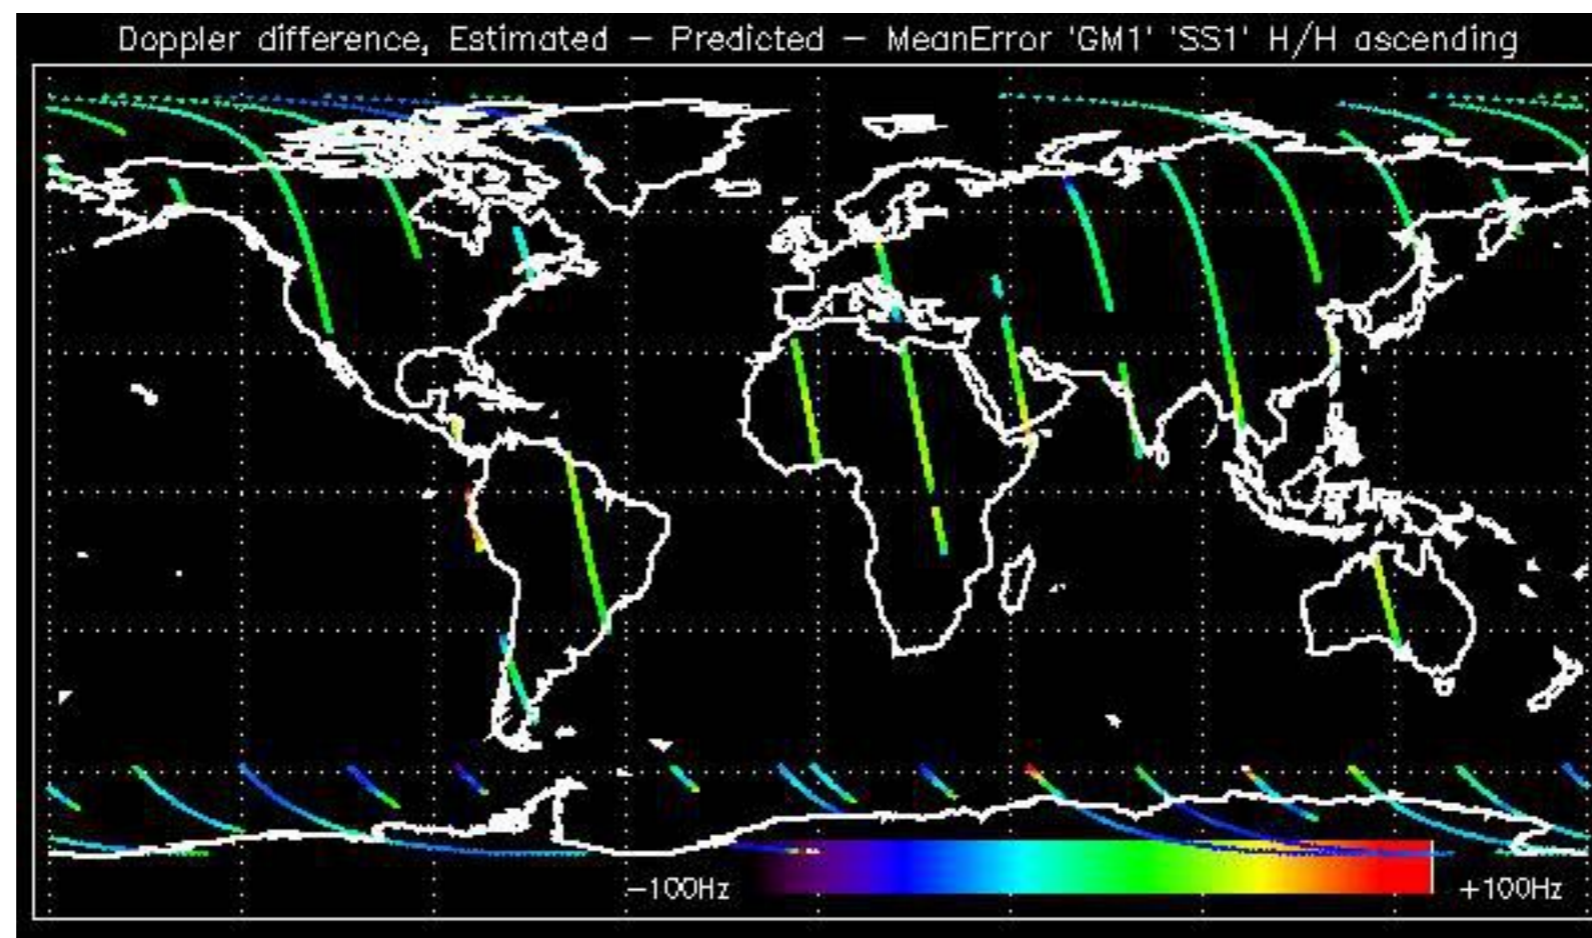 Doppler difference, Estimated – Predicted – MeanError 'GM1' 'SS1' H/H ascending
–100Hz
+100Hz